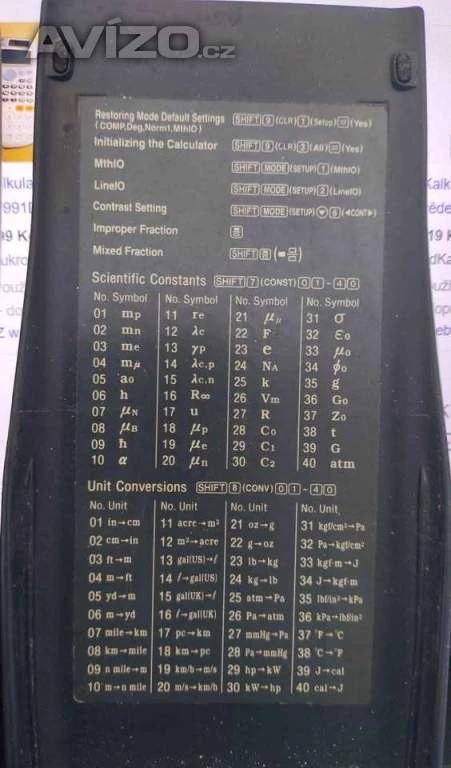 AVÍZO.cz
Restoring Mode Default Settings SHIFT 9 (CLR) 1 (Setup) = (Yes)
(COMP,Deg,Norm1,MthIO)
Initializing the Calculator SHIFT 9 (CLR) 3 (All) = (Yes)
MthIO SHIFT MODE (SETUP) 1 (MthIO)
LineIO SHIFT MODE (SETUP) 2 (LineIO)
Contrast Setting SHIFT MODE (SETUP) ▼ 6 (◄CONT►)
Improper Fraction
Mixed Fraction SHIFT
Scientific Constants SHIFT 7 (CONST) 0 1 - 4 0
No. Symbol No. Symbol No. Symbol No. Symbol
01 mp 11 re 21 μμ 31 σ
02 mn 12 λc 22 F 32 εo
03 me 13 γp 23 e 33 μo
04 mμ 14 λc,p 24 NA 34 ϕo
05 ao 15 λc,n 25 k 35 g
06 h 16 R∞ 26 Vm 36 Go
07 μN 17 u 27 R 37 Zo
08 μB 18 μp 28 Co 38 t
09 ħ 19 μe 29 C1 39 G
10 α 20 μn 30 C2 40 atm
Unit Conversions SHIFT 8 (CONV) 0 1 - 4 0
No. Unit No. Unit No. Unit No. Unit
01 in→cm 11 acre→m² 21 oz→g 31 kgf/cm²→Pa
02 cm→in 12 m²→acre 22 g→oz 32 Pa→kgf/cm²
03 ft→m 13 gal(US)→l 23 lb→kg 33 kgf·m→J
04 m→ft 14 l→gal(US) 24 kg→lb 34 J→kgf·m
05 yd→m 15 gal(UK)→l 25 atm→Pa 35 lbf/in²→kPa
06 m→yd 16 l→gal(UK) 26 Pa→atm 36 kPa→lbf/in²
07 mile→km 17 pc→km 27 mmHg→Pa 37 °F→°C
08 km→mile 18 km→pc 28 Pa→mmHg 38 °C→°F
09 n mile→m 19 km/h→m/s 29 hp→kW 39 J→cal
10 m→n mile 20 m/s→km/h 30 kW→hp 40 cal→J